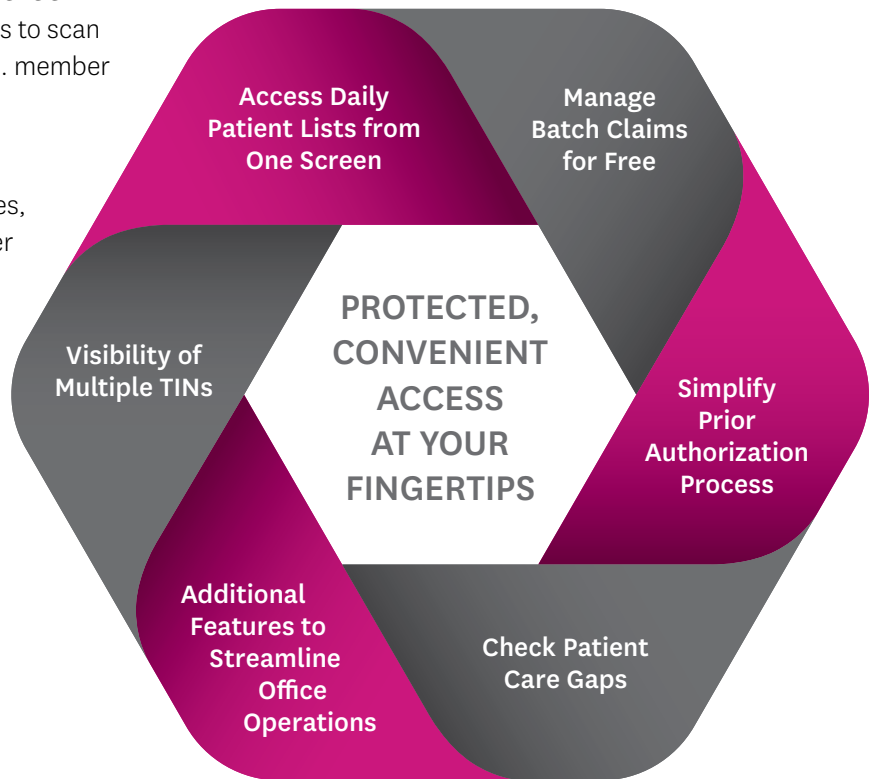 s to scan
. member
es,
er
Access Daily
Patient Lists from
One Screen
Manage
Batch Claims
for Free
Visibility of
Multiple TINs
PROTECTED,
CONVENIENT
ACCESS
AT YOUR
FINGERTIPS
Simplify
Prior
Authorization
Process
Additional
Features to
Streamline
Office
Operations
Check Patient
Care Gaps